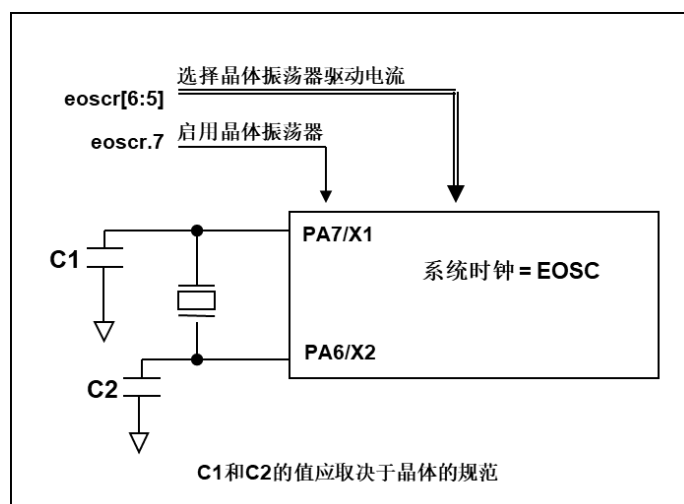 选择晶体振荡器驱动电流
eoscr[6:5]
启用晶体振荡器
eoscr.7
PA7/X1
C1
系统时钟 = EOSC
PA6/X2
C2
C1和C2的值应取决于晶体的规范